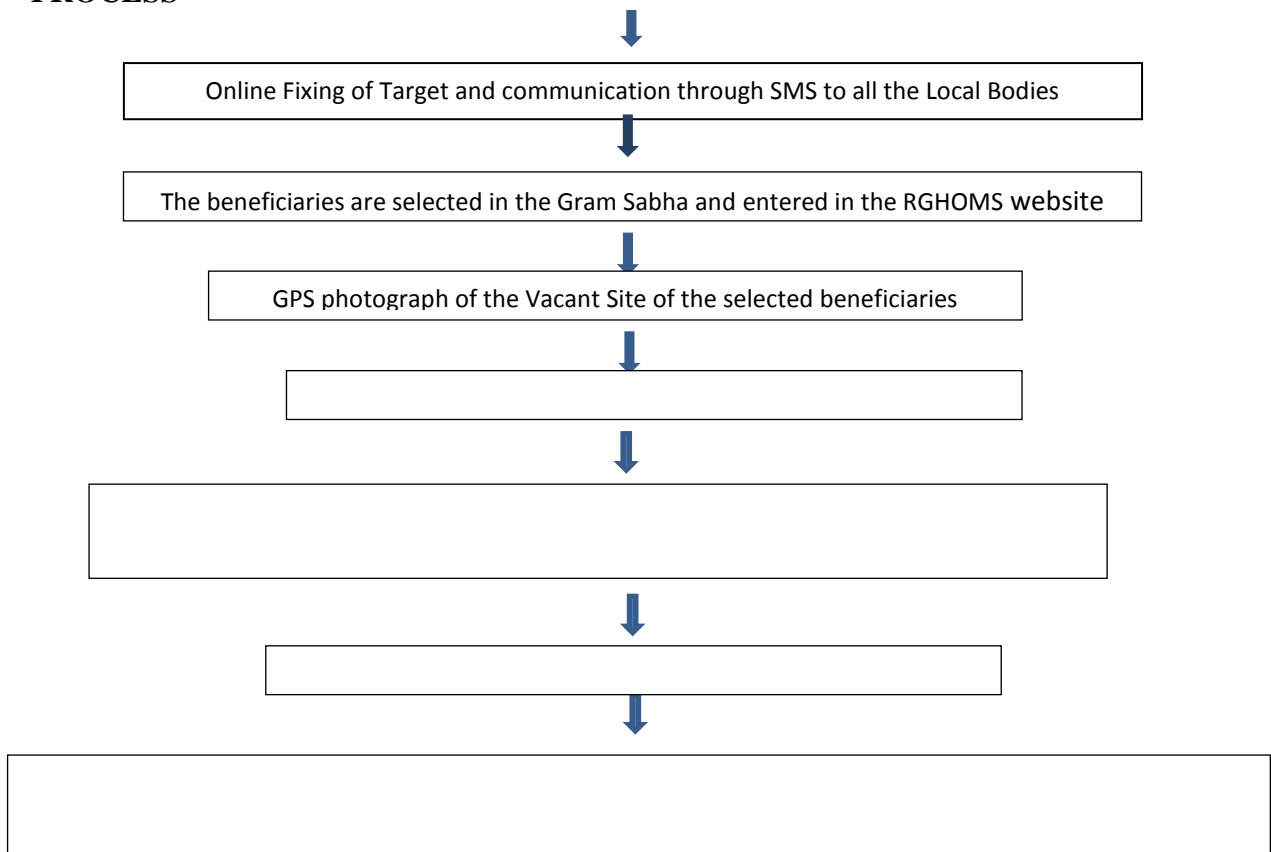 PROCESS
Online Fixing of Target and communication through SMS to all the Local Bodies
The beneficiaries are selected in the Gram Sabha and entered in the RGHOMS website
GPS photograph of the Vacant Site of the selected beneficiaries